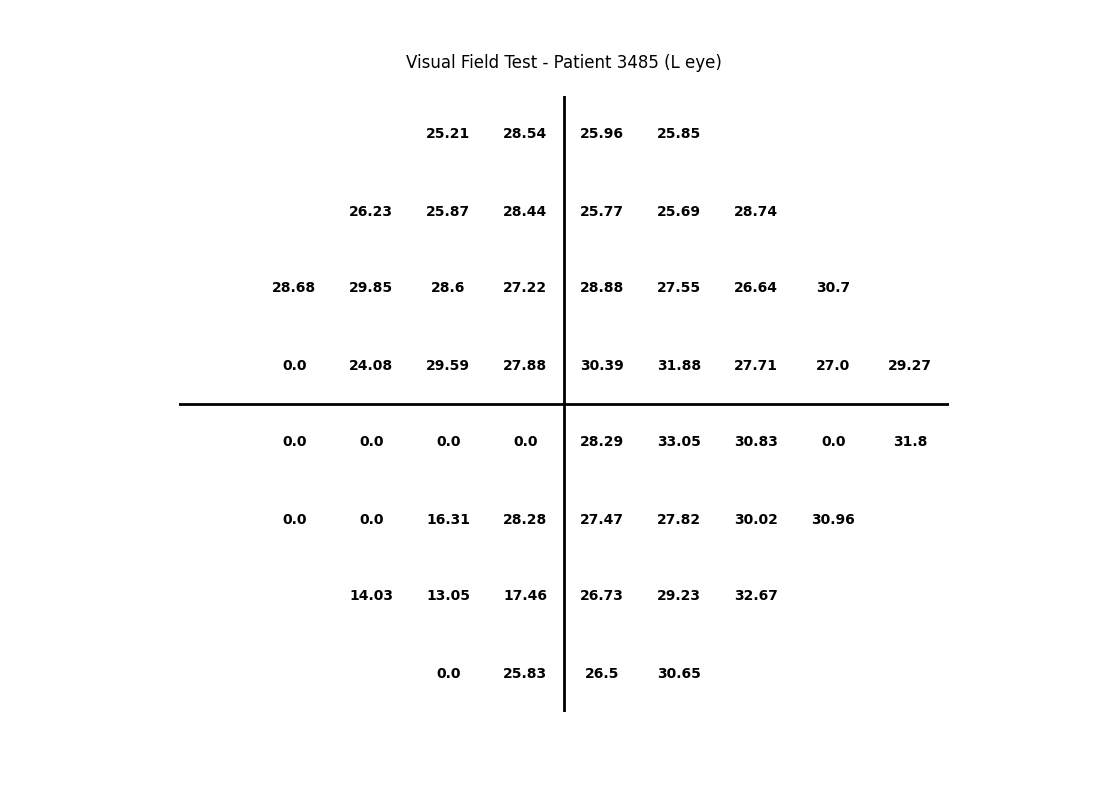 Visual Field Test - Patient 3485 (L eye)
25.21 28.54 25.96 25.85
26.23 25.87 28.44 25.77 25.69 28.74
28.68 29.85 28.6 27.22 28.88 27.55 26.64 30.7
0.0 24.08 29.59 27.88 30.39 31.88 27.71 27.0 29.27
0.0 0.0 0.0 0.0 28.29 33.05 30.83 0.0 31.8
0.0 0.0 16.31 28.28 27.47 27.82 30.02 30.96
14.03 13.05 17.46 26.73 29.23 32.67
0.0 25.83 26.5 30.65